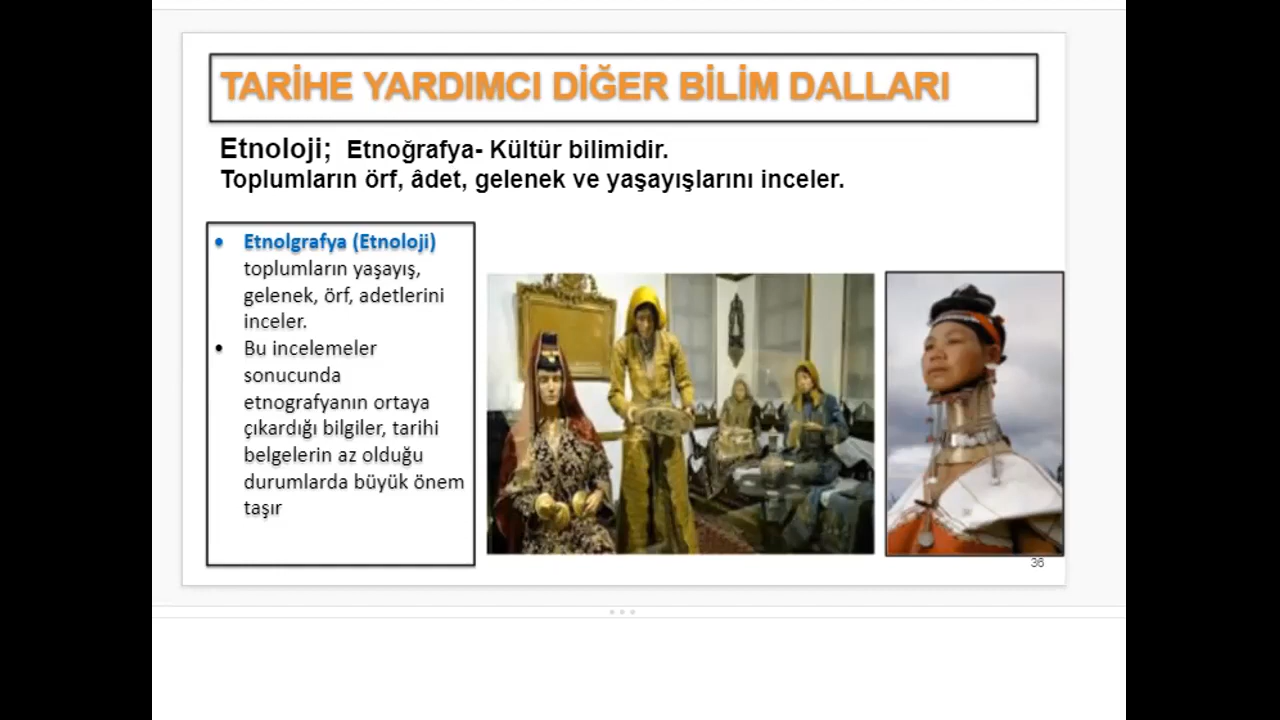 TARİHE YARDIMCI DİĞER BİLİM DALLARI
Etnoloji; Etnoğrafya- Kültür bilimidir.
Toplumların örf, âdet, gelenek ve yaşayışlarını inceler.
• Etnolgrafya (Etnoloji)
toplumların yaşayış,
gelenek, örf, adetlerini
inceler.
• Bu incelemeler
sonucunda
etnografyanın ortaya
çıkardığı bilgiler, tarihi
belgelerin az olduğu
durumlarda büyük önem
taşır
36